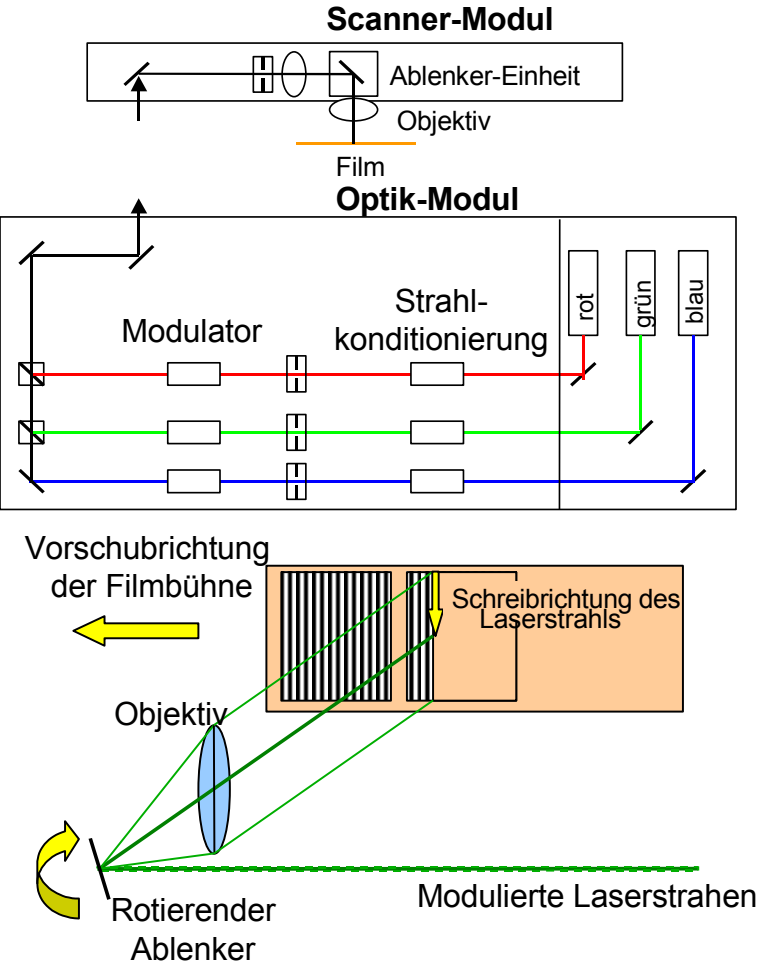 Scanner-Modul
Ablenker-Einheit
Objektiv
Film
Optik-Modul
rot
grün
blau
Strahl-
konditionierung
Modulator
Vorschubrichtung
der Filmbühne
Schreibrichtung des
Laserstrahls
Objektiv
Modulierte Laserstrahen
Rotierender
Ablenker